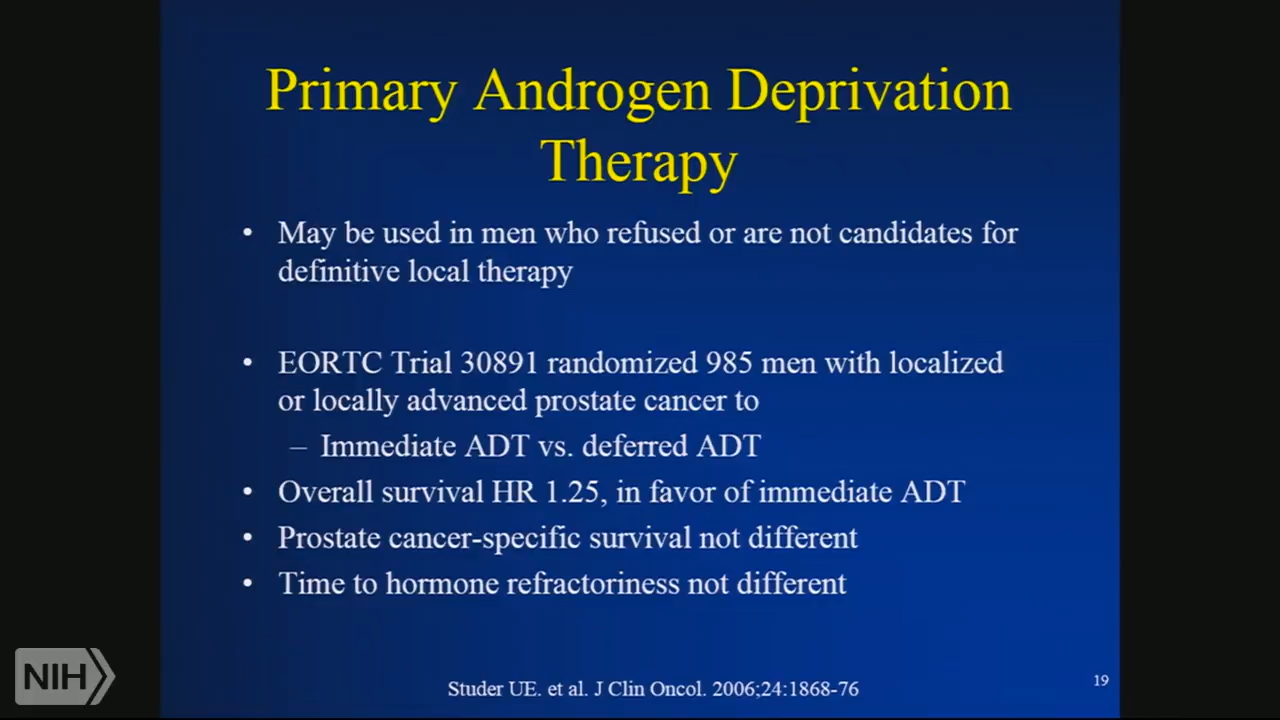 Primary Androgen Deprivation
Therapy
• May be used in men who refused or are not candidates for
definitive local therapy
• EORTC Trial 30891 randomized 985 men with localized
or locally advanced prostate cancer to
– Immediate ADT vs. deferred ADT
• Overall survival HR 1.25, in favor of immediate ADT
• Prostate cancer-specific survival not different
• Time to hormone refractoriness not different
NIH
Studer UE. et al. J Clin Oncol. 2006;24:1868-76
19